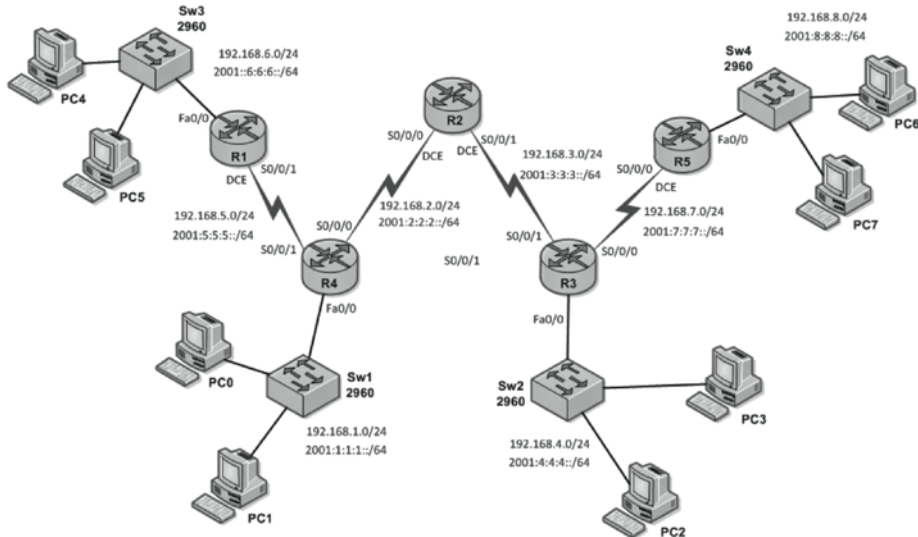 Sw3
2960
192.168.6.0/24
2001::6:6:6::/64
PC4
Fa0/0
R1
S0/0/1
DCE
PC5
192.168.5.0/24
2001:5:5:5::/64
S0/0/1
S0/0/0
R4
Fa0/0
R2
S0/0/0
DCE
DCE
S0/0/1
192.168.2.0/24
2001:2:2:2::/64
192.168.3.0/24
2001:3:3:3::/64
S0/0/1
S0/0/1
R3
S0/0/0
Fa0/0
192.168.8.0/24
2001:8:8:8::/64
Sw4
2960
PC6
Fa0/0
R5
S0/0/0
DCE
PC7
192.168.7.0/24
2001:7:7:7::/64
PC0
Sw1
2960
192.168.1.0/24
2001:1:1:1::/64
PC1
Sw2
2960
PC3
192.168.4.0/24
2001:4:4:4::/64
PC2